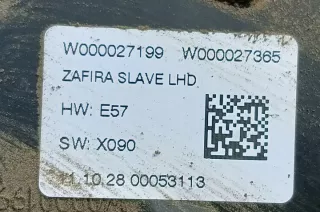 W000027199 W000027365
ZAFIRA SLAVE LHD
HW: E57
SW: X090
11.10.28 00053113